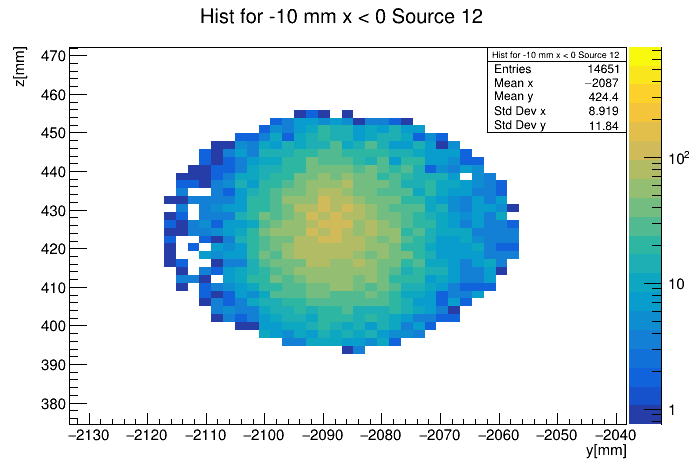 Hist for -10 mm x < 0 Source 12
z[mm]
470
460
450
440
430
420
410
400
390
380
Hist for -10 mm x < 0 Source 12
Entries 14651
Mean x −2087
Mean y 424.4
Std Dev x 8.919
Std Dev y 11.84
10²
10
1
−2130 −2120 −2110 −2100 −2090 −2080 −2070 −2060 −2050 −2040
y[mm]